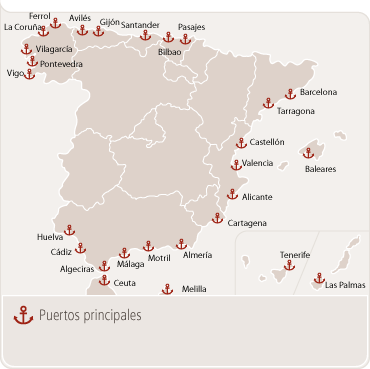 Ferrol
Avilés
Gijón
La Coruña
Santander
Pasajes
Bilbao
Vilagarcía
Pontevedra
Vigo
Barcelona
Tarragona
Castellón
Valencia
Baleares
Alicante
Cartagena
Huelva
Cádiz
Algeciras
Málaga
Motril
Almería
Ceuta
Melilla
Tenerife
Las Palmas
Puertos principales